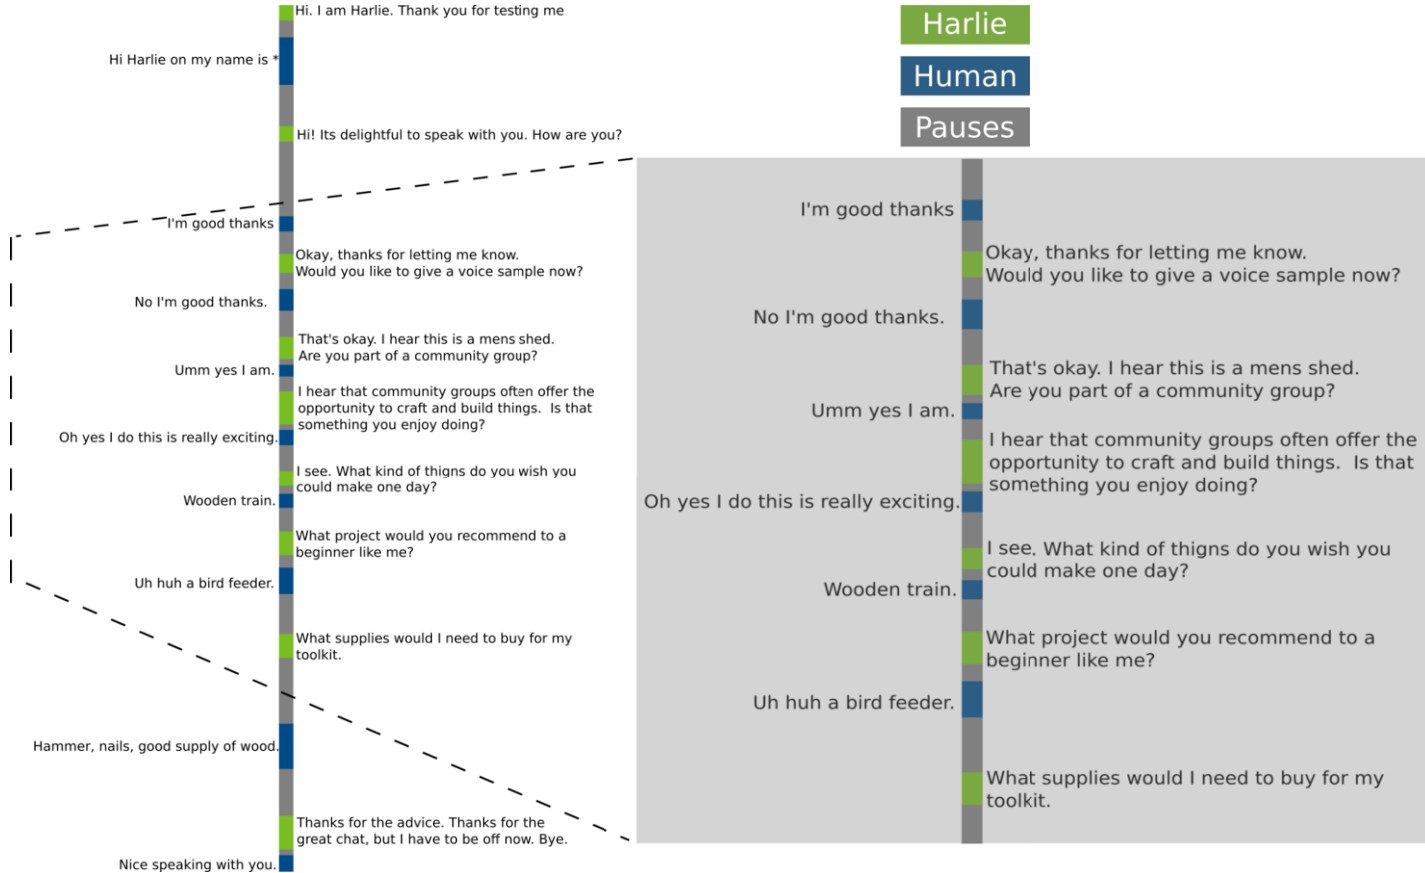 Hi. I am Harlie. Thank you for testing me
Hi Harlie on my name is *
Hi! Its delightful to speak with you. How are you?
I'm good thanks
Okay, thanks for letting me know.
Would you like to give a voice sample now?
No I'm good thanks.
That's okay. I hear this is a mens shed.
Are you part of a community group?
Umm yes I am.
I hear that community groups often offer the
opportunity to craft and build things.  Is that
something you enjoy doing?
Oh yes I do this is really exciting.
I see. What kind of thigns do you wish you
could make one day?
Wooden train.
What project would you recommend to a
beginner like me?
Uh huh a bird feeder.
What supplies would I need to buy for my
toolkit.
Hammer, nails, good supply of wood.
Thanks for the advice. Thanks for the
great chat, but I have to be off now. Bye.
Nice speaking with you.
Harlie
Human
Pauses
I'm good thanks
Okay, thanks for letting me know.
Would you like to give a voice sample now?
No I'm good thanks.
That's okay. I hear this is a mens shed.
Are you part of a community group?
Umm yes I am.
I hear that community groups often offer the
opportunity to craft and build things.  Is that
something you enjoy doing?
Oh yes I do this is really exciting.
I see. What kind of thigns do you wish you
could make one day?
Wooden train.
What project would you recommend to a
beginner like me?
Uh huh a bird feeder.
What supplies would I need to buy for my
toolkit.